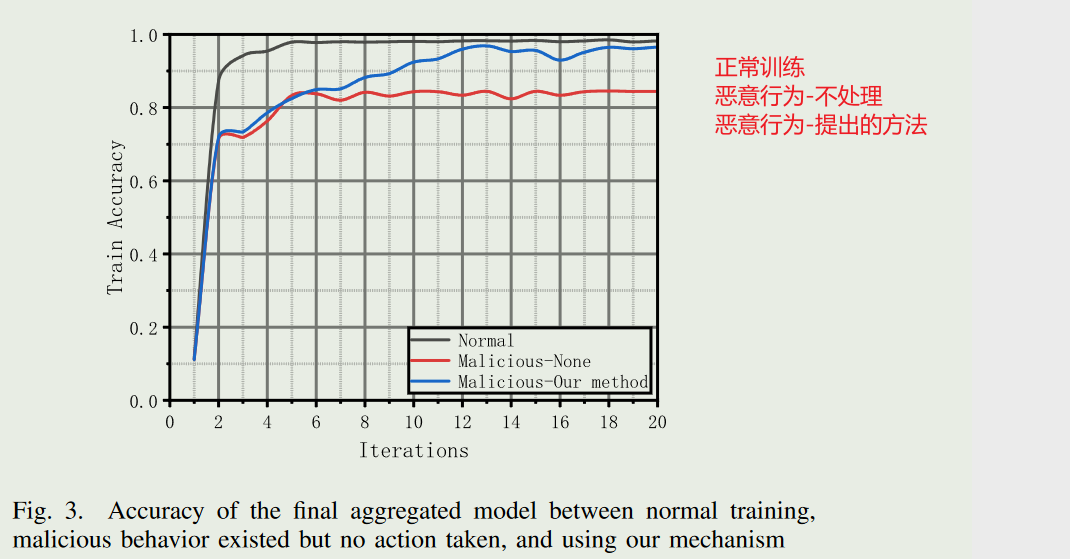 1.0
0.8
0.6
0.4
0.2
0.0
Train Accuracy
0 2 4 6 8 10 12 14 16 18 20
Iterations
Normal
Malicious-None
Malicious-Our method
正常训练
恶意行为-不处理
恶意行为-提出的方法
Fig. 3. Accuracy of the final aggregated model between normal training,
malicious behavior existed but no action taken, and using our mechanism